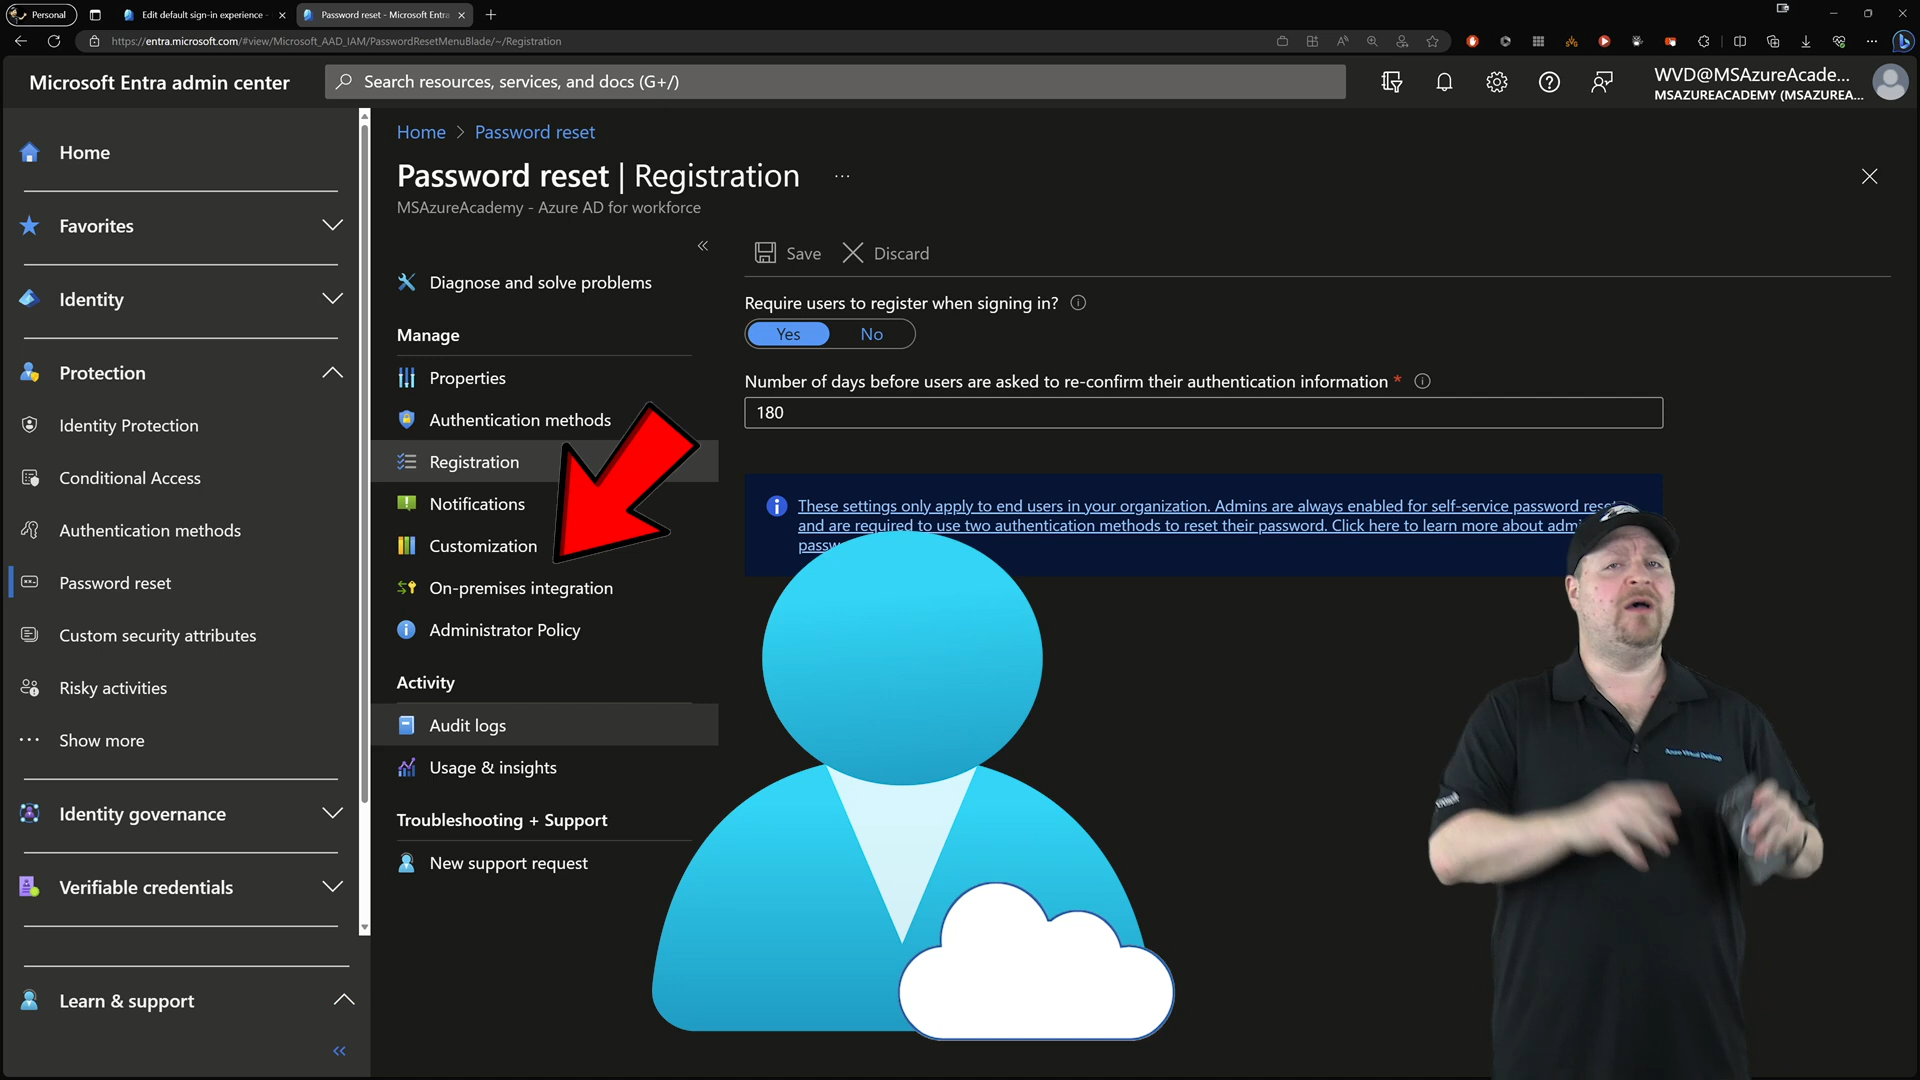 Personal
Edit default sign-in experience
Password reset - Microsoft Entra
https://entra.microsoft.com/#view/Microsoft_AAD_IAM/PasswordResetMenuBlade/~/Registration
Microsoft Entra admin center
Search resources, services, and docs (G+/)
WVD@MSAzureAcade...
MSAZUREACADEMY (MSAZUREA...
Home
Favorites
Identity
Protection
Identity Protection
Conditional Access
Authentication methods
Password reset
Custom security attributes
Risky activities
Show more
Identity governance
Verifiable credentials
Learn & support
Home > Password reset
Password reset | Registration ...
MSAzureAcademy - Azure AD for workforce
Diagnose and solve problems
Manage
Properties
Authentication methods
Registration
Notifications
Customization
On-premises integration
Administrator Policy
Activity
Audit logs
Usage & insights
Troubleshooting + Support
New support request
Save Discard
Require users to register when signing in?
Yes No
Number of days before users are asked to re-confirm their authentication information *
180
These settings only apply to end users in your organization. Admins are always enabled for self-service password
and are required to use two authentication methods to reset their password. Click here to learn more about
Azure Virtual Desktop